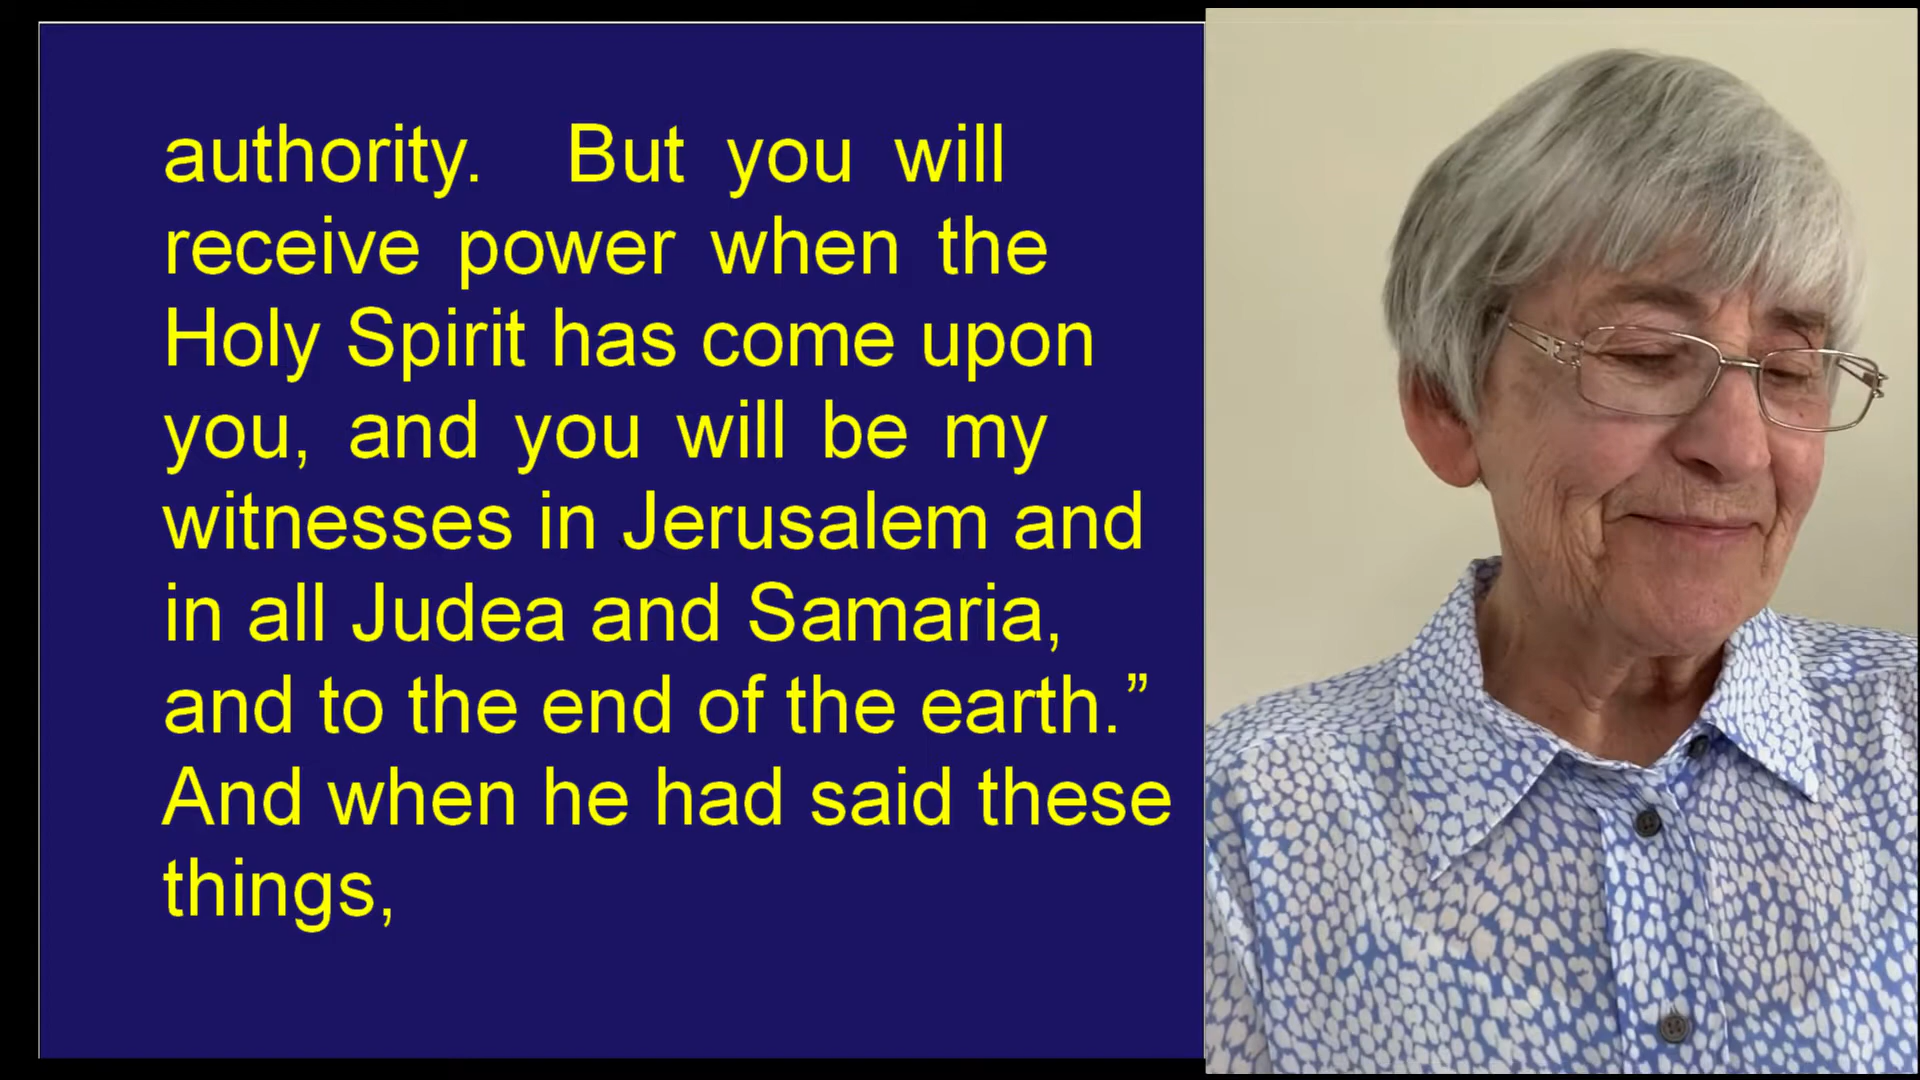 authority. But you will
receive power when the
Holy Spirit has come upon
you, and you will be my
witnesses in Jerusalem and
in all Judea and Samaria,
and to the end of the earth.”
And when he had said these
things,